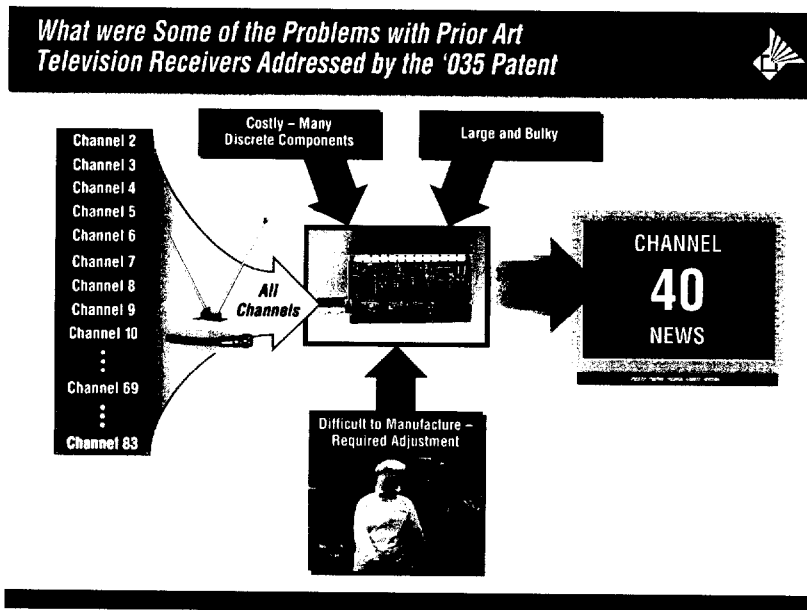 What were Some of the Problems with Prior Art
Television Receivers Addressed by the '035 Patent
Costly – Many
Discrete Components
Large and Bulky
Channel 2
Channel 3
Channel 4
Channel 5
Channel 6
Channel 7
Channel 8
Channel 9
Channel 10
Channel 69
Channel 83
All
Channels
CHANNEL
40
NEWS
Difficult to Manufacture –
Required Adjustment